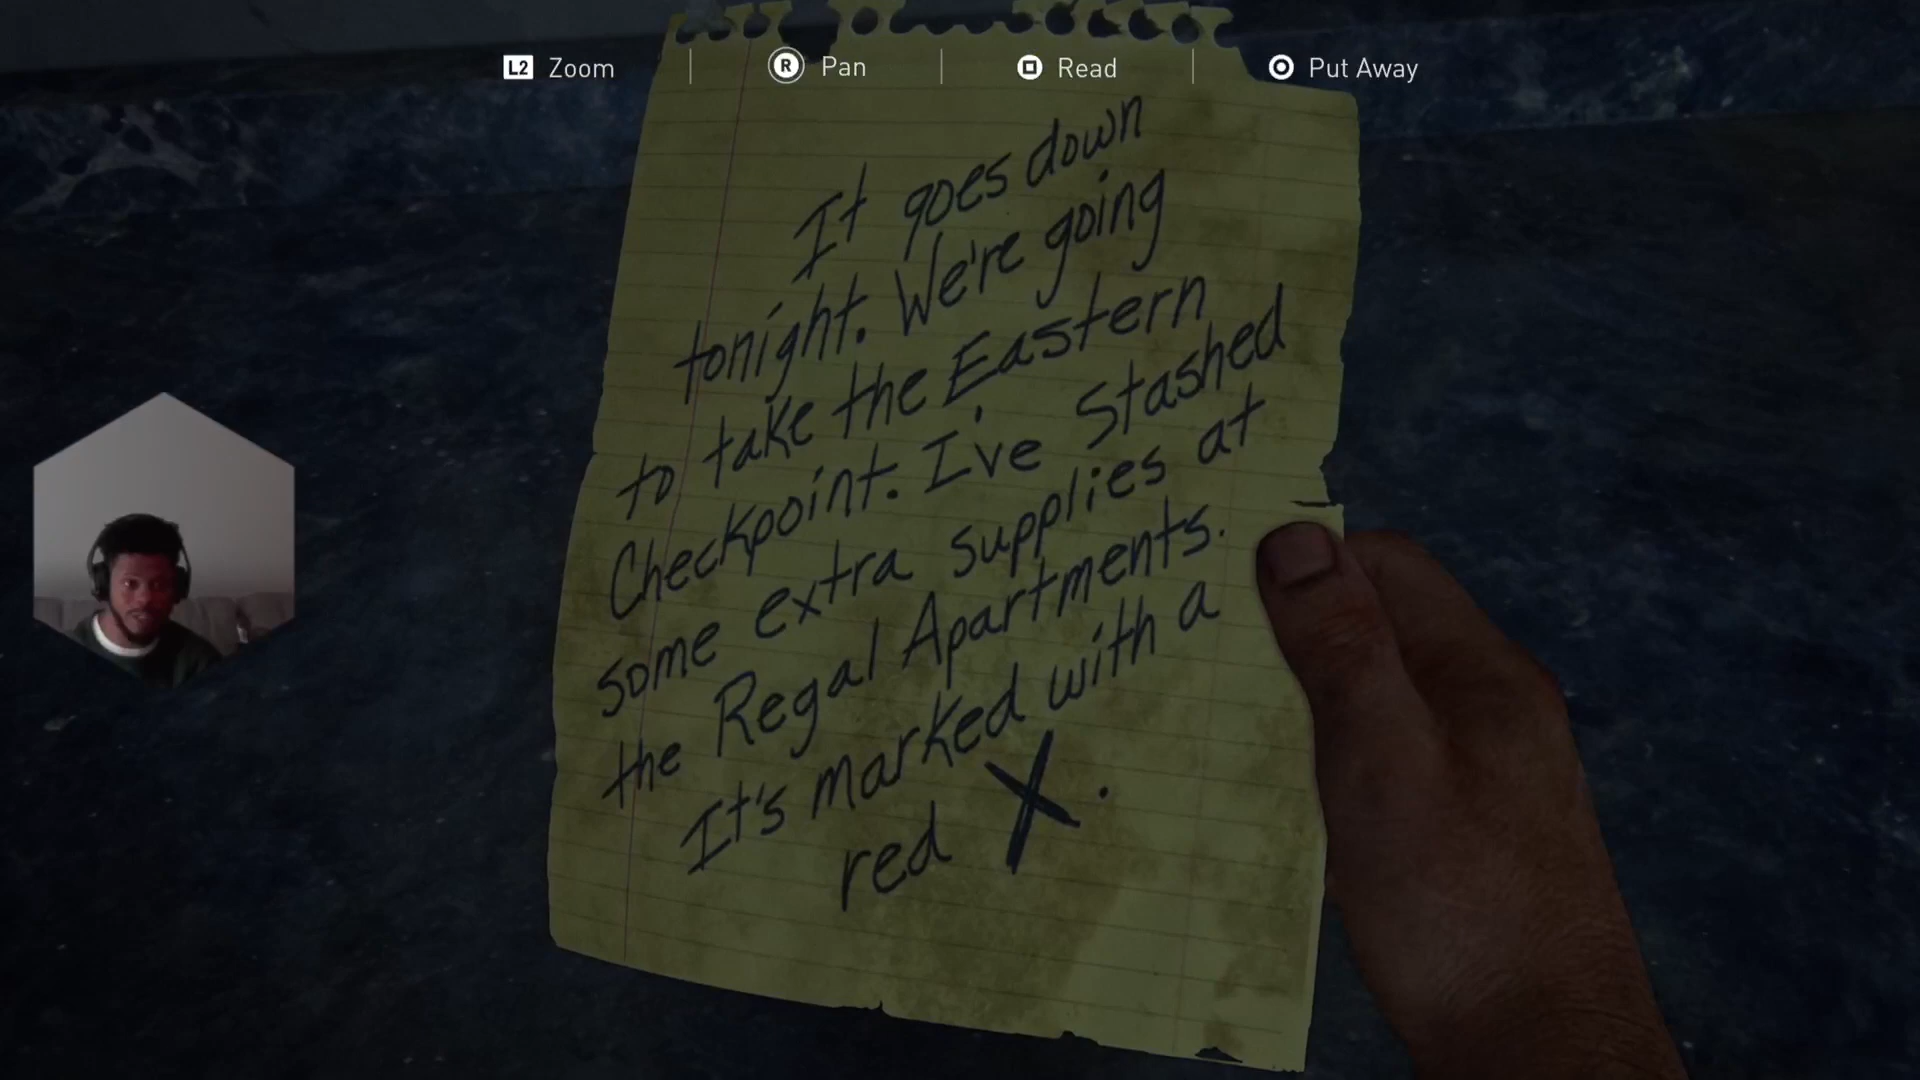 L2 Zoom R Pan Read Put Away
It goes down
tonight. We're going
to take the Eastern
Checkpoint. I've Stashed
some extra supplies at
the Regal Apartments.
It's marked with a
red X.